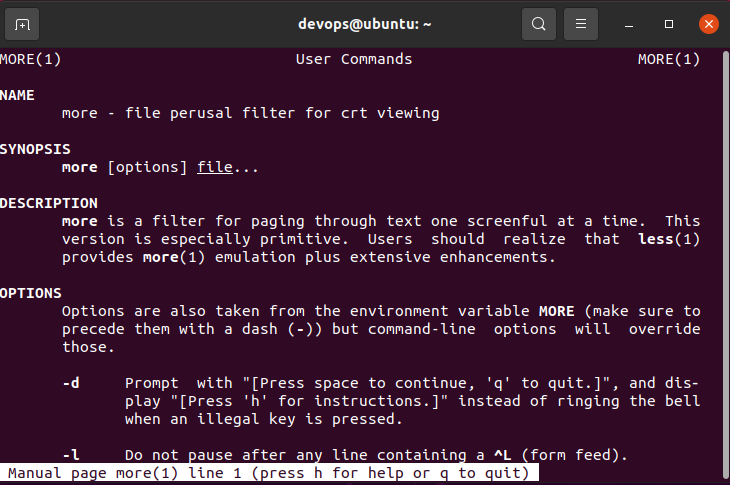 devops@ubuntu: ~
MORE(1) User Commands MORE(1)
NAME
more - file perusal filter for crt viewing
SYNOPSIS
more [options] file...
DESCRIPTION
more is a filter for paging through text one screenful at a time. This
version is especially primitive. Users should realize that less(1)
provides more(1) emulation plus extensive enhancements.
OPTIONS
Options are also taken from the environment variable MORE (make sure to
precede them with a dash (-)) but command-line options will override
those.
-d Prompt with "[Press space to continue, 'q' to quit.]", and dis-
play "[Press 'h' for instructions.]" instead of ringing the bell
when an illegal key is pressed.
-l Do not pause after any line containing a ^L (form feed).
Manual page more(1) line 1 (press h for help or q to quit)